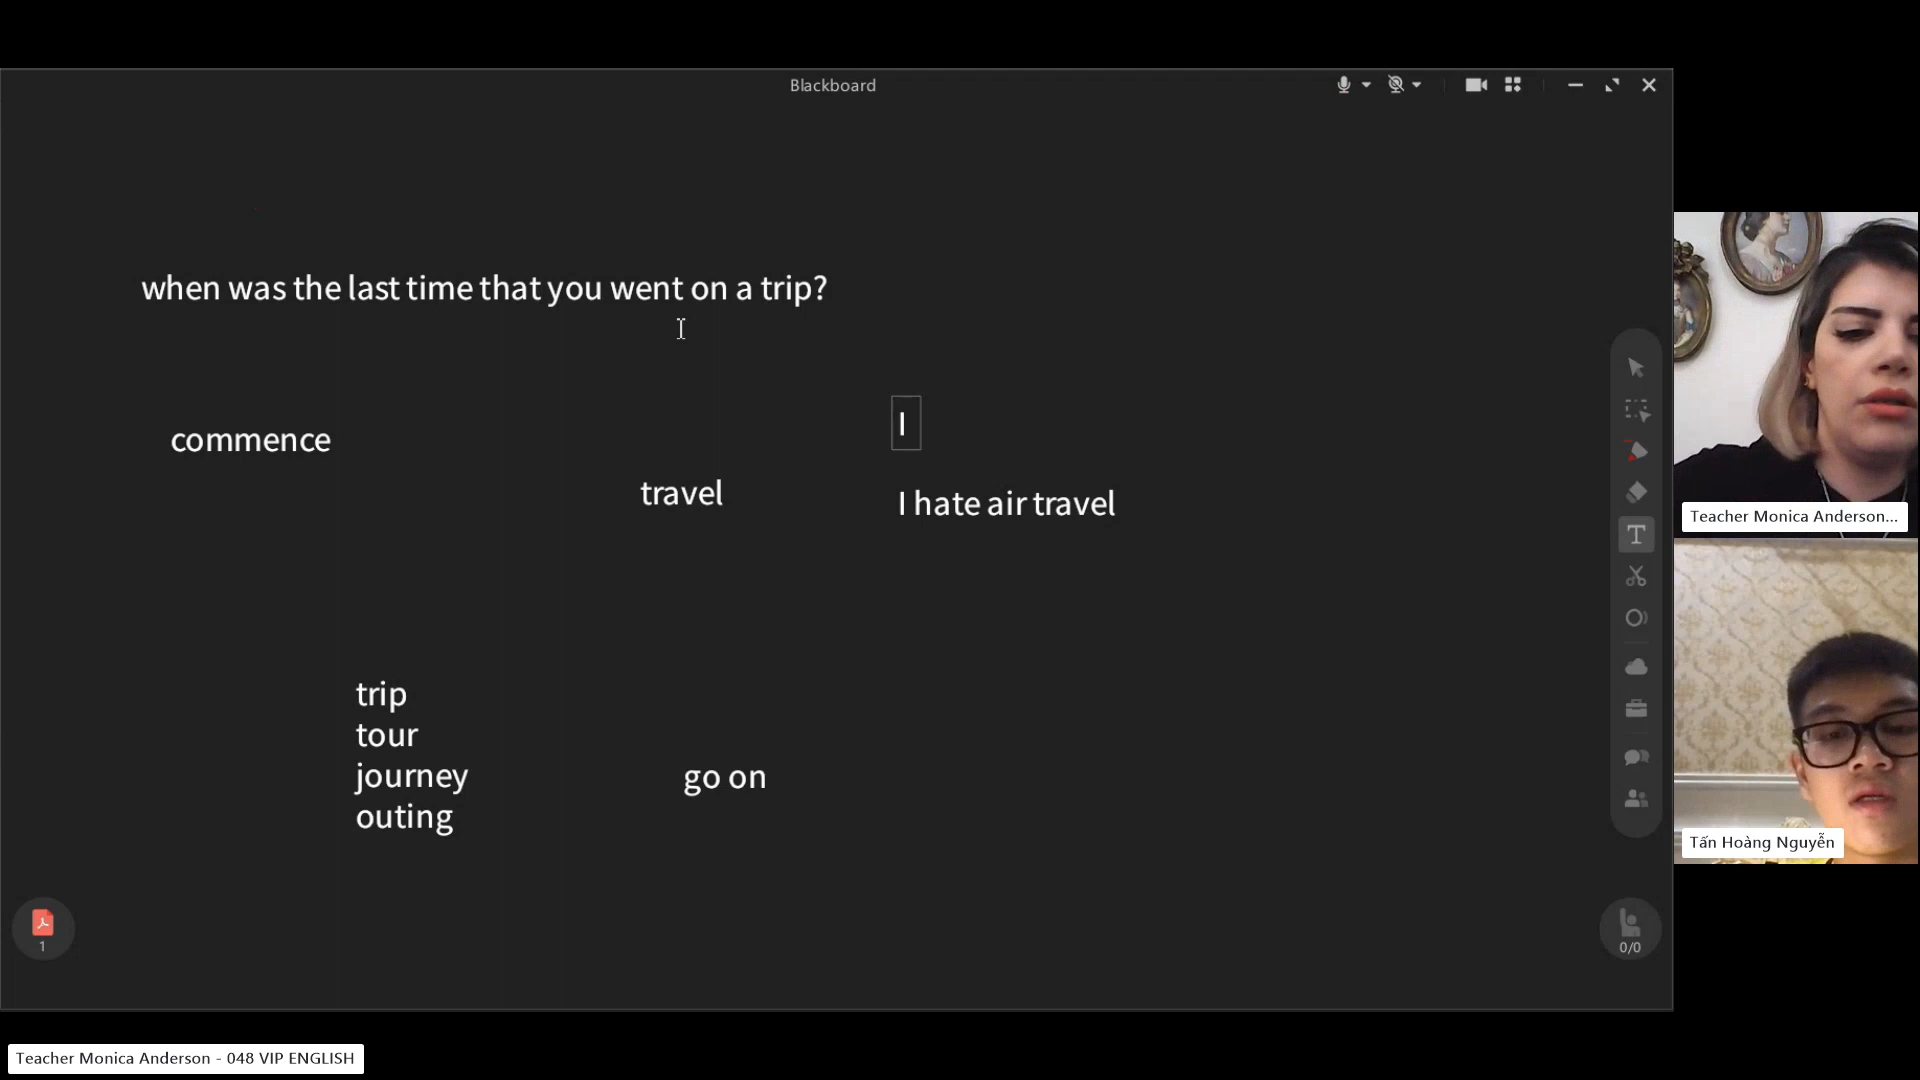 Blackboard
when was the last time that you went on a trip?
I
commence
travel
I hate air travel
trip
tour
journey
go on
outing
Teacher Monica Anderson...
Tấn Hoàng Nguyễn
1
0/0
Teacher Monica Anderson - 048 VIP ENGLISH